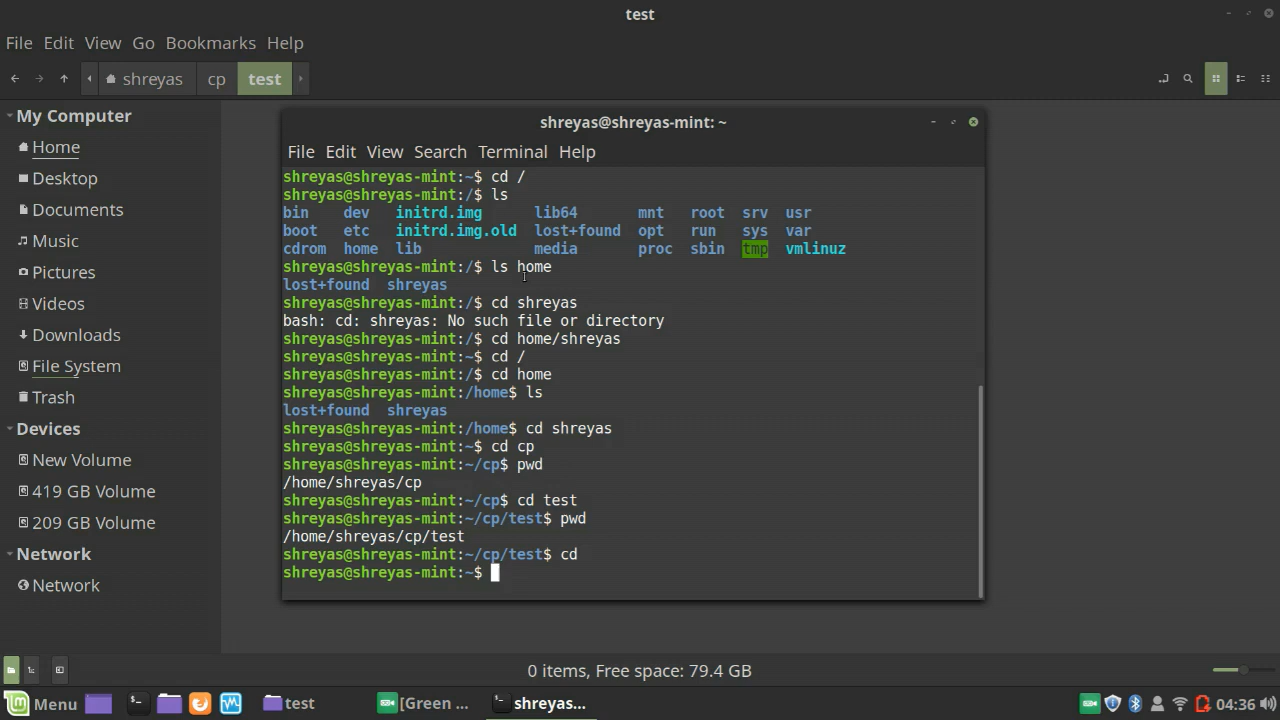 test
File Edit View Go Bookmarks Help
shreyas cp test
My Computer
Home
Desktop
Documents
Music
Pictures
Videos
Downloads
File System
Trash
Devices
New Volume
419 GB Volume
209 GB Volume
Network
Network
shreyas@shreyas-mint: ~
File Edit View Search Terminal Help
shreyas@shreyas-mint:~$ cd /
shreyas@shreyas-mint:/$ ls
bin dev initrd.img lib64 mnt root srv usr
boot etc initrd.img.old lost+found opt run sys var
cdrom home lib media proc sbin tmp vmlinuz
shreyas@shreyas-mint:/$ ls home
lost+found shreyas
shreyas@shreyas-mint:/$ cd shreyas
bash: cd: shreyas: No such file or directory
shreyas@shreyas-mint:/$ cd home/shreyas
shreyas@shreyas-mint:~$ cd /
shreyas@shreyas-mint:/$ cd home
shreyas@shreyas-mint:/home$ ls
lost+found shreyas
shreyas@shreyas-mint:/home$ cd shreyas
shreyas@shreyas-mint:~$ cd cp
shreyas@shreyas-mint:~/cp$ pwd
/home/shreyas/cp
shreyas@shreyas-mint:~/cp$ cd test
shreyas@shreyas-mint:~/cp/test$ pwd
/home/shreyas/cp/test
shreyas@shreyas-mint:~/cp/test$ cd
shreyas@shreyas-mint:~$
0 items, Free space: 79.4 GB
Menu test [Green ... shreyas... 04:36